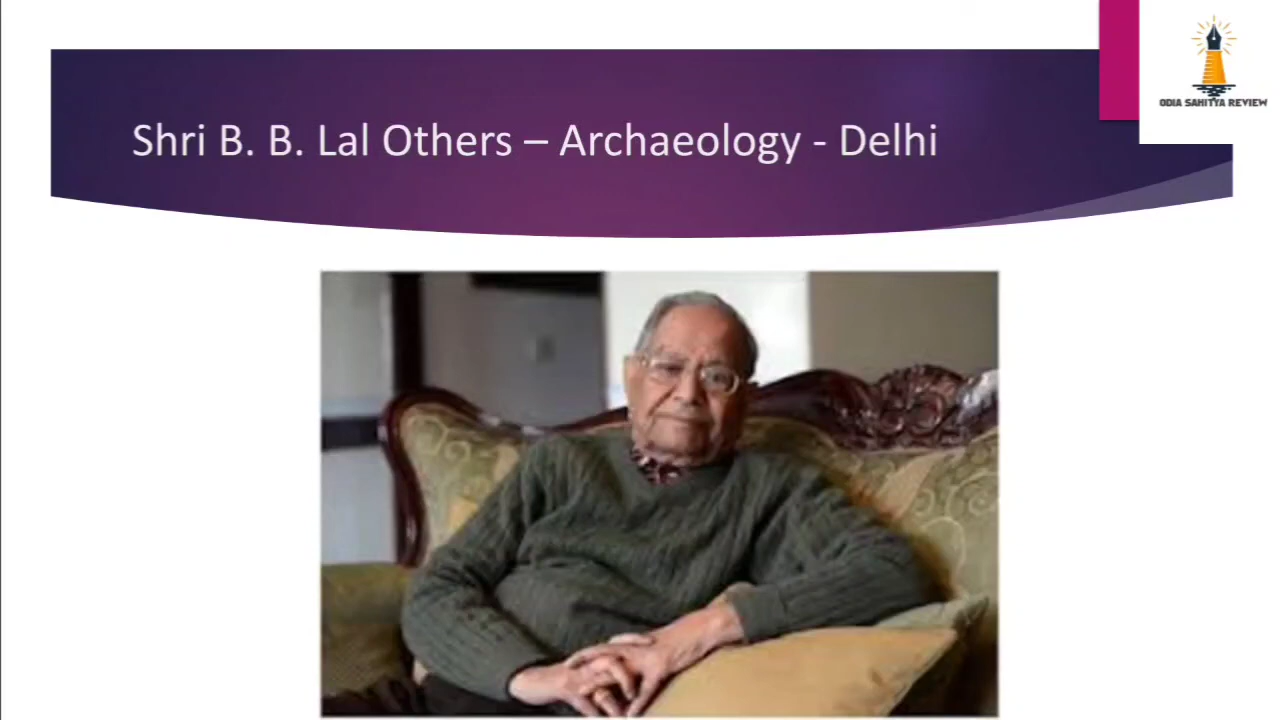 Shri B. B. Lal Others – Archaeology - Delhi
ODIA SAHITYA REVIEW